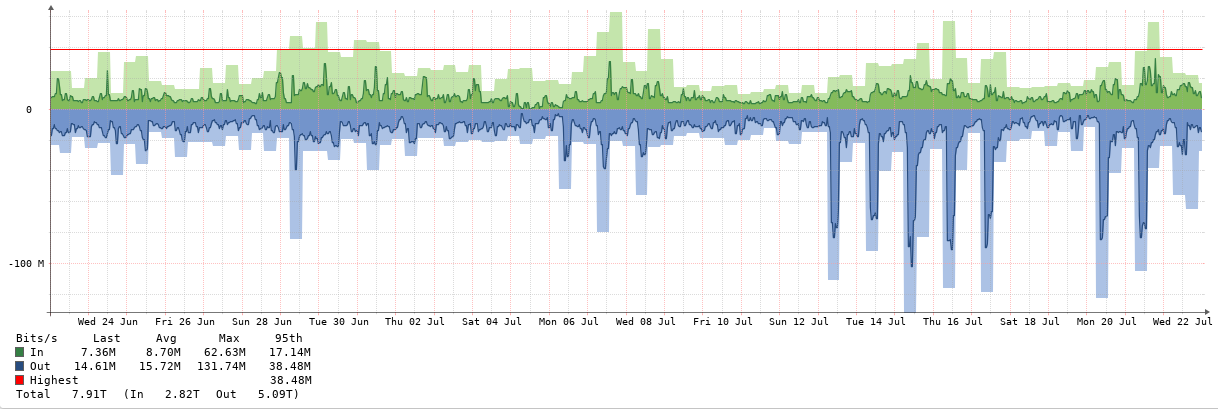 0
-100 M
Wed 24 Jun Fri 26 Jun Sun 28 Jun Tue 30 Jun Thu 02 Jul Sat 04 Jul Mon 06 Jul Wed 08 Jul Fri 10 Jul Sun 12 Jul Tue 14 Jul Thu 16 Jul Sat 18 Jul Mon 20 Jul Wed 22 Jul
Bits/s Last Avg Max 95th
In 7.36M 8.70M 62.63M 17.14M
Out 14.61M 15.72M 131.74M 38.48M
Highest 38.48M
Total 7.91T (In 2.82T Out 5.09T)